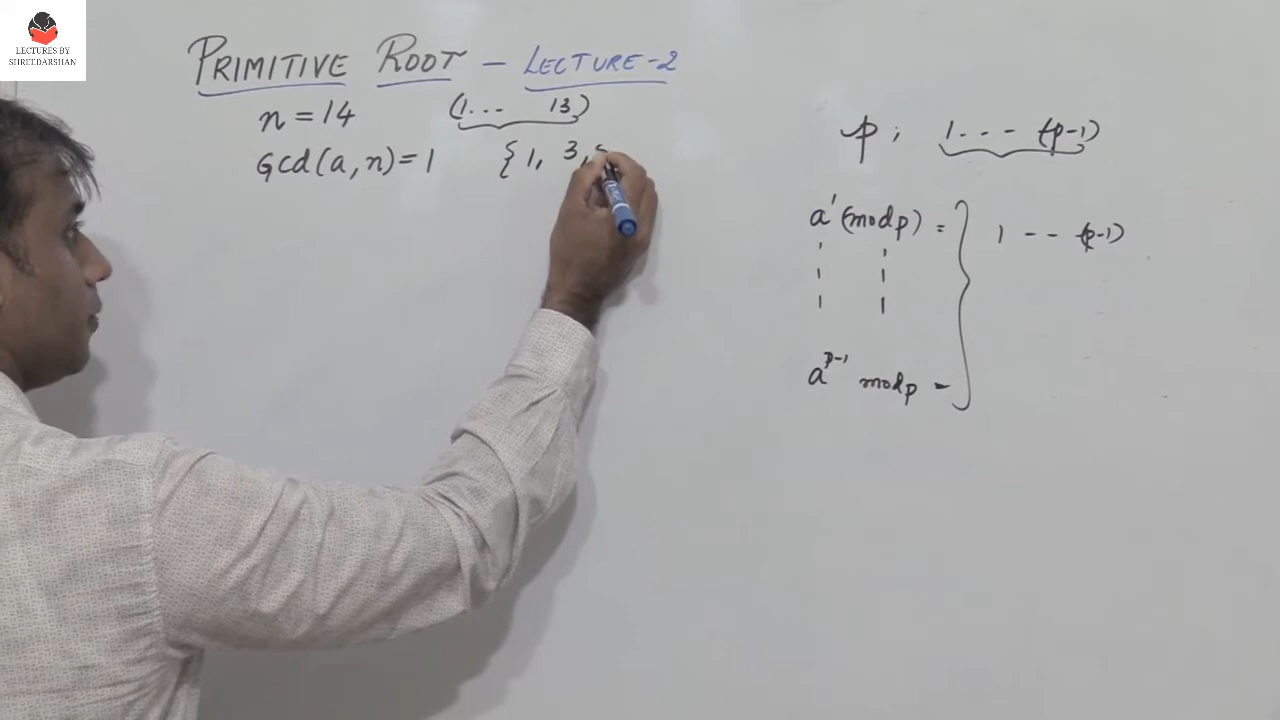 LECTURES BY
SHREEDARSHAN
PRIMITIVE ROOT – LECTURE-2
n = 14 (1... 13)
Gcd(a, n) = 1 { 1, 3,
p ; 1 - - - (p-1)
a¹ (mod p) = 1 - - (p-1)
a^{p-1} mod p -